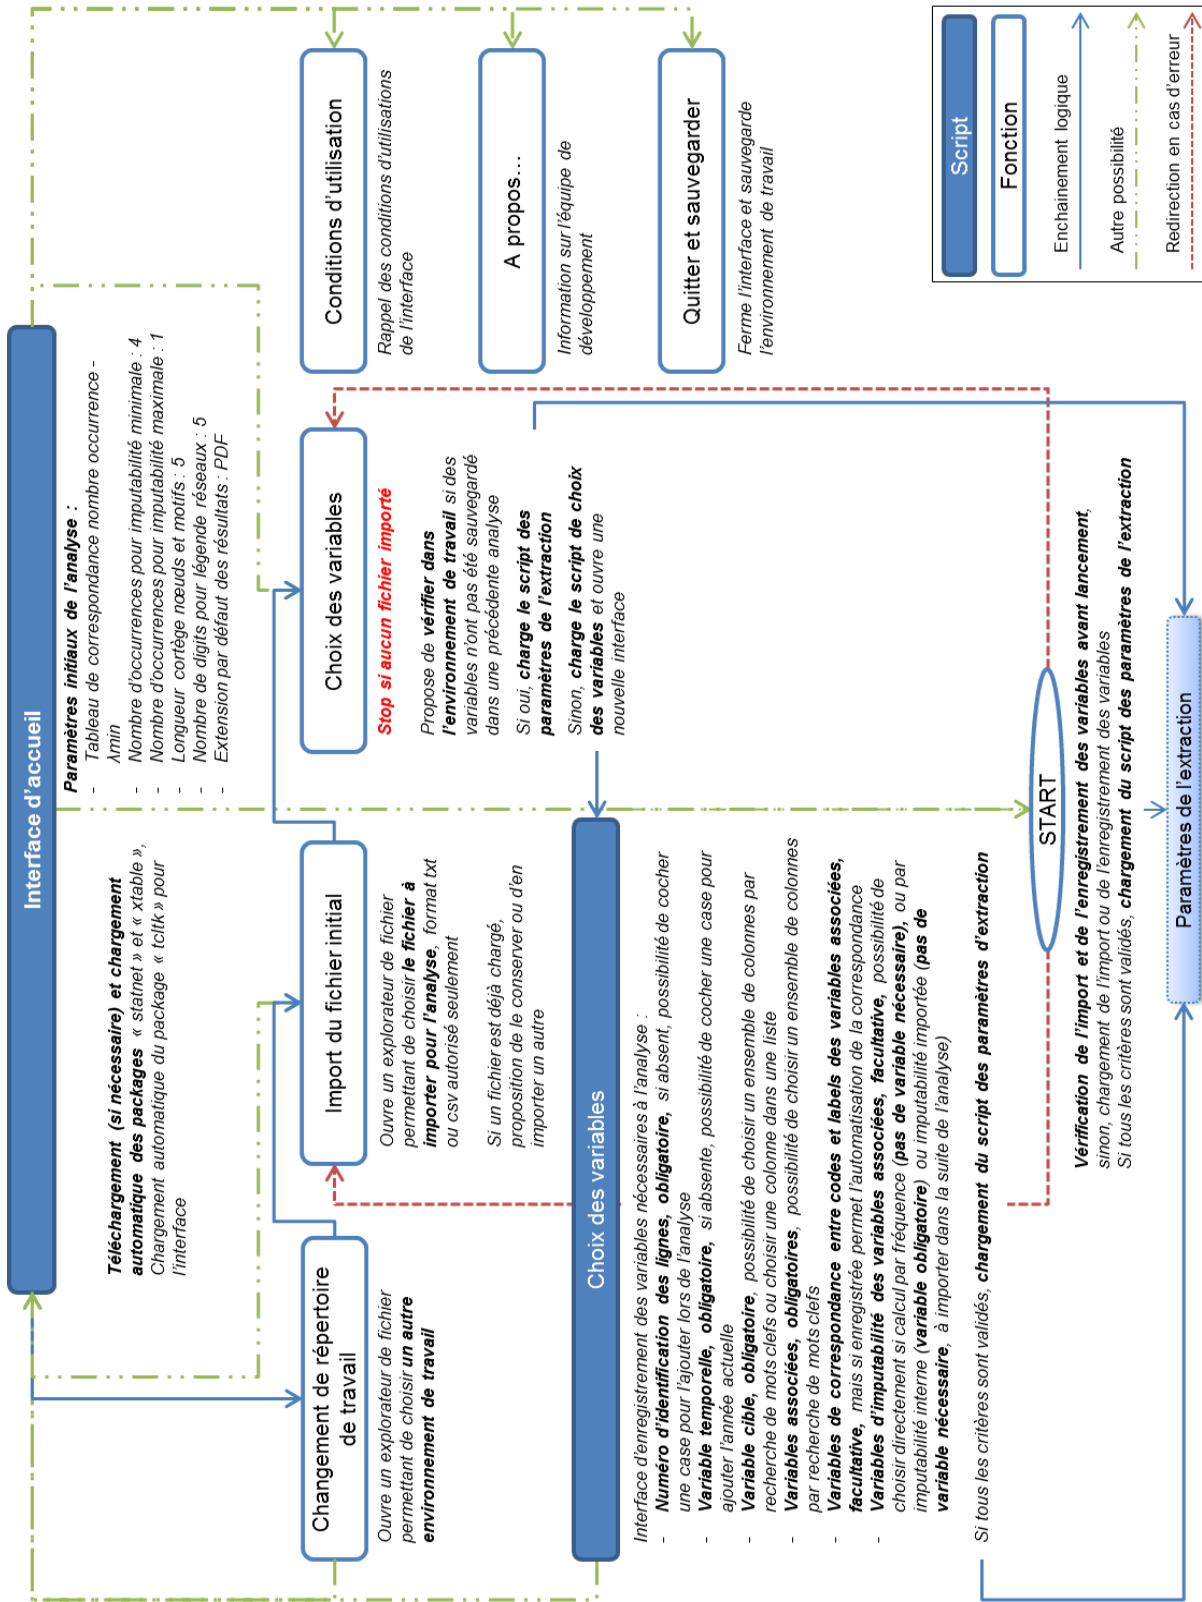 Interface d'accueil
Téléchargement (si nécessaire) et chargement
automatique des packages « statnet » et « xtable »,
Chargement automatique du package « tcltk » pour
l'interface
Paramètres initiaux de l'analyse :
- Tableau de correspondance nombre occurrence -
λmin
- Nombre d'occurrences pour imputabilité minimale : 4
- Nombre d'occurrences pour imputabilité maximale : 1
- Longueur cortège nœuds et motifs : 5
- Nombre de digits pour légende réseaux : 5
- Extension par défaut des résultats : PDF
Changement de répertoire
de travail
Ouvre un explorateur de fichier
permettant de choisir un autre
environnement de travail
Import du fichier initial
Ouvre un explorateur de fichier
permettant de choisir le fichier à
importer pour l'analyse, format txt
ou csv autorisé seulement
Si un fichier est déjà chargé,
proposition de le conserver ou d'en
importer un autre
Choix des variables
Stop si aucun fichier importé
Propose de vérifier dans
l'environnement de travail si des
variables n'ont pas été sauvegardé
dans une précédente analyse
Si oui, charge le script des
paramètres de l'extraction
Sinon, charge le script de choix
des variables et ouvre une
nouvelle interface
Conditions d'utilisation
Rappel des conditions d'utilisations
de l'interface
A propos...
Information sur l'équipe de
développement
Quitter et sauvegarder
Ferme l'interface et sauvegarde
l'environnement de travail
Choix des variables
Interface d'enregistrement des variables nécessaires à l'analyse :
- Numéro d'identification des lignes, obligatoire, si absent, possibilité de cocher
une case pour l'ajouter lors de l'analyse
- Variable temporelle, obligatoire, si absente, possibilité de cocher une case pour
ajouter l'année actuelle
- Variable cible, obligatoire, possibilité de choisir un ensemble de colonnes par
recherche de mots clefs ou choisir une colonne dans une liste
- Variables associées, obligatoires, possibilité de choisir un ensemble de colonnes
par recherche de mots clefs
- Variables de correspondance entre codes et labels des variables associées,
facultative, mais si enregistrée permet l'automatisation de la correspondance
- Variables d'imputabilité des variables associées, facultative, possibilité de
choisir directement si calcul par fréquence (pas de variable nécessaire), ou par
imputabilité interne (variable obligatoire) ou imputabilité importée (pas de
variable nécessaire, à importer dans la suite de l'analyse)
Si tous les critères sont validés, chargement du script des paramètres d'extraction
START
Vérification de l'import et de l'enregistrement des variables avant lancement,
sinon, chargement de l'import ou de l'enregistrement des variables
Si tous les critères sont validés, chargement du script des paramètres de l'extraction
Paramètres de l'extraction
Script
Fonction
Enchainement logique
Autre possibilité
Redirection en cas d'erreur